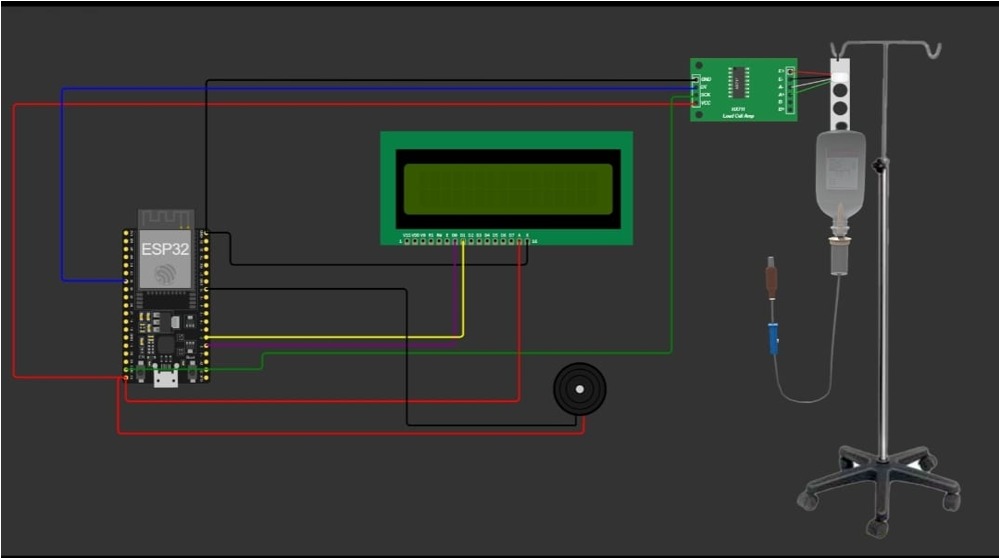 GND
DT
SCK
VCC
E+
E-
A-
A+
B-
B+
HX711
Load Cell Amp
ESP32
VSS VDD V0 RS RW E D0 D1 D2 D3 D4 D5 D6 D7 A K
1
16